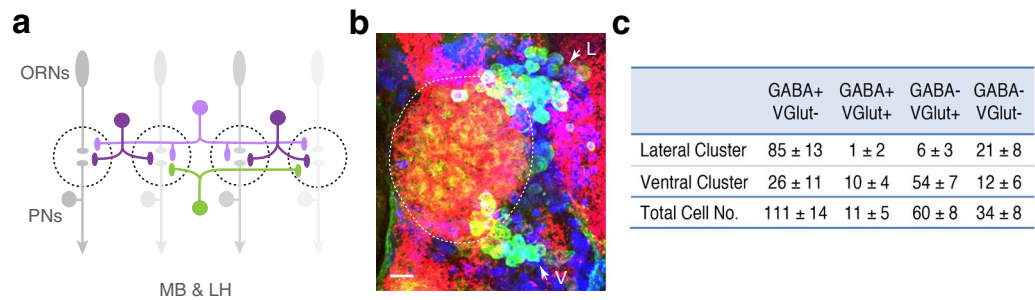 a
ORNs
PNs
MB & LH
b
L
V
c
GABA+ VGlut- GABA+ VGlut+ GABA- VGlut+ GABA- VGlut-
Lateral Cluster 85 ± 13 1 ± 2 6 ± 3 21 ± 8
Ventral Cluster 26 ± 11 10 ± 4 54 ± 7 12 ± 6
Total Cell No. 111 ± 14 11 ± 5 60 ± 8 34 ± 8